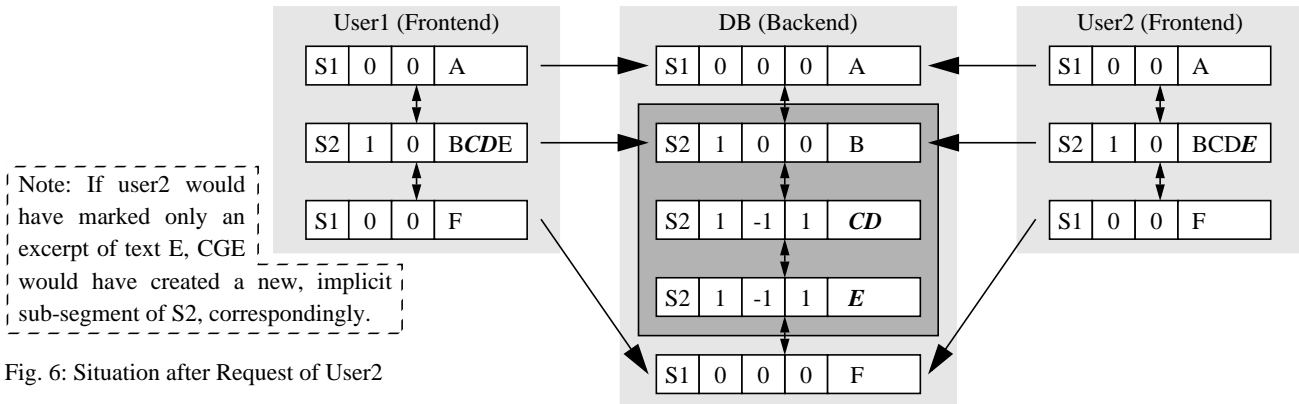 User1 (Frontend)
DB (Backend)
User2 (Frontend)
S1 0 0 A
S1 0 0 0 A
S1 0 0 A
S2 1 0 BCDE
S2 1 0 0 B
S2 1 0 BCDE
S1 0 0 F
S2 1 -1 1 CD
S1 0 0 F
S2 1 -1 1 E
S1 0 0 0 F
Note: If user2 would
have marked only an
excerpt of text E, CGE
would have created a new, implicit
sub-segment of S2, correspondingly.
Fig. 6: Situation after Request of User2